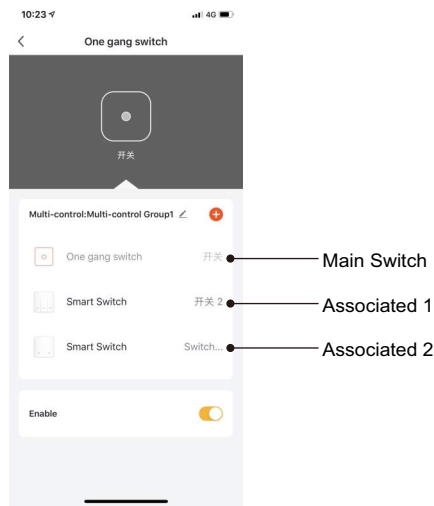 10:23 4G
One gang switch
开关
Multi-control:Multi-control Group1
One gang switch 开关 Main Switch
Smart Switch 开关 2 Associated 1
Smart Switch Switch... Associated 2
Enable